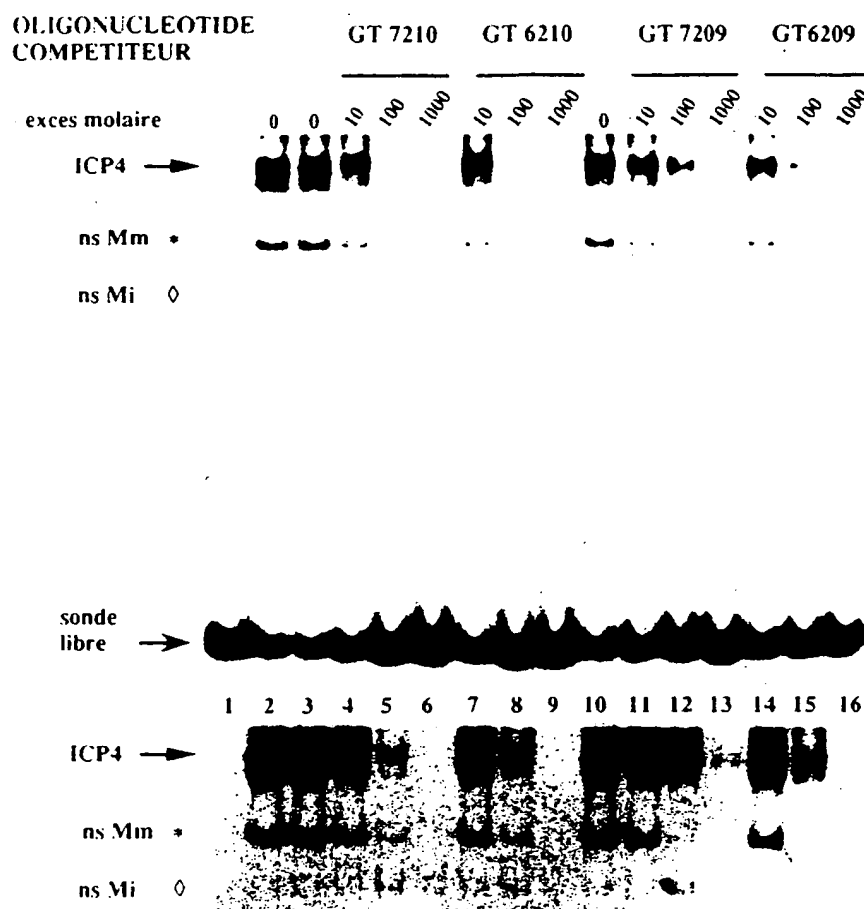 OLIGONUCLEOTIDE
COMPETITEUR
GT 7210 GT 6210 GT 7209 GT6209
exces molaire 0 0 10 100 1000 10 100 1000 0 10 100 1000 10 100 1000
ICP4
ns Mm *
ns Mi ◊
sonde
libre
1 2 3 4 5 6 7 8 9 10 11 12 13 14 15 16
ICP4
ns Mm *
ns Mi ◊